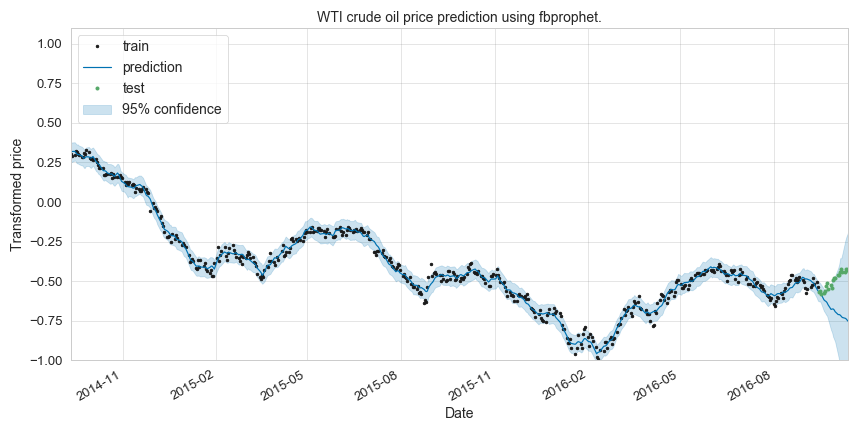 WTI crude oil price prediction using fbprophet.
train
prediction
test
95% confidence
Transformed price
1.00
0.75
0.50
0.25
0.00
−0.25
−0.50
−0.75
−1.00
2014-11
2015-02
2015-05
2015-08
2015-11
2016-02
2016-05
2016-08
Date